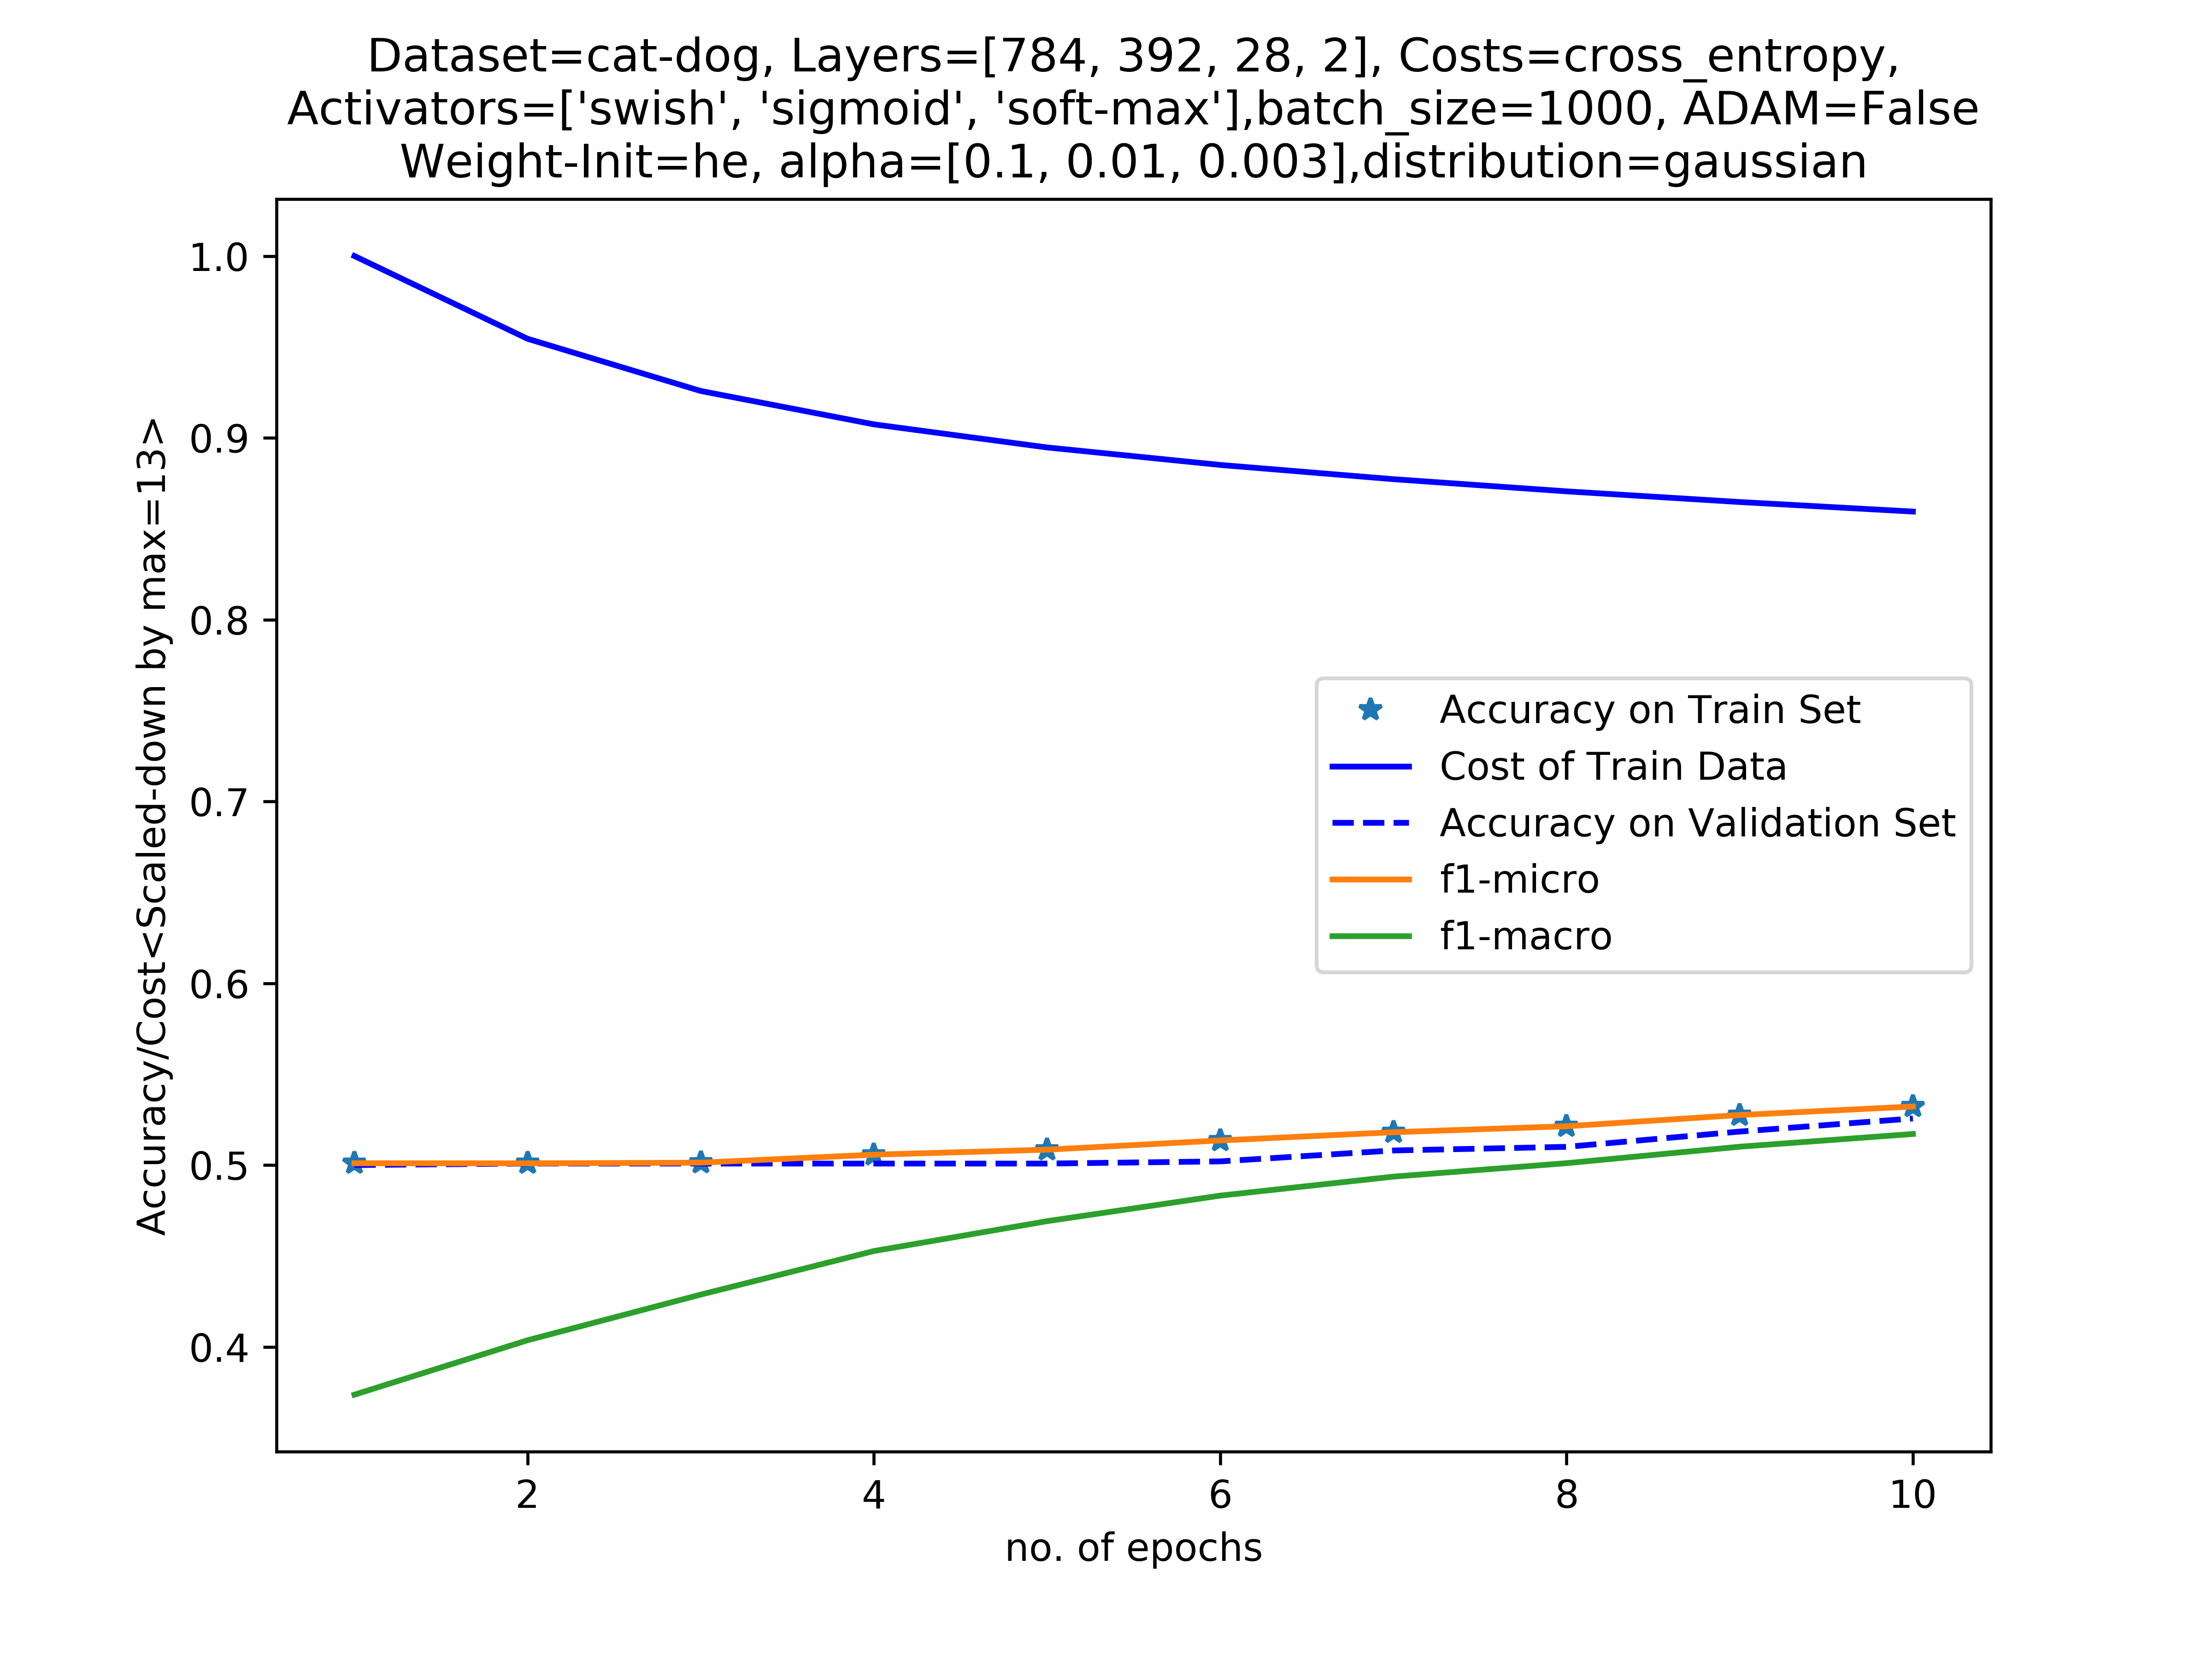 Dataset=cat-dog, Layers=[784, 392, 28, 2], Costs=cross_entropy,
Activators=['swish', 'sigmoid', 'soft-max'],batch_size=1000, ADAM=False
Weight-Init=he, alpha=[0.1, 0.01, 0.003],distribution=gaussian
Accuracy/Cost<Scaled-down by max=13>
1.0
0.9
0.8
0.7
0.6
0.5
0.4
Accuracy on Train Set
Cost of Train Data
Accuracy on Validation Set
f1-micro
f1-macro
2
4
6
8
10
no. of epochs